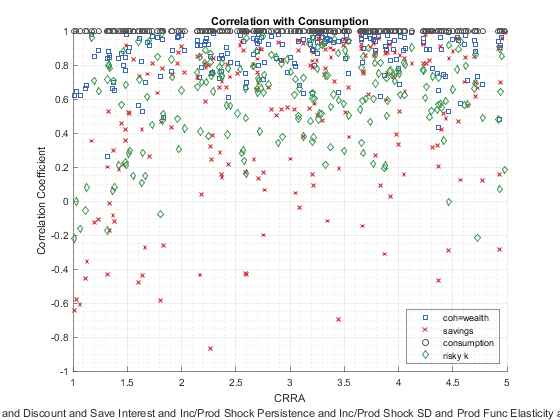 Correlation with Consumption
Correlation Coefficient
1
0.8
0.6
0.4
0.2
0
-0.2
-0.4
-0.6
-0.8
-1
1 1.5 2 2.5 3 3.5 4 4.5 5
coh=wealth
savings
consumption
risky k
CRRA
and Discount and Save Interest and Inc/Prod Shock Persistence and Inc/Prod Shock SD and Prod Func Elasticity